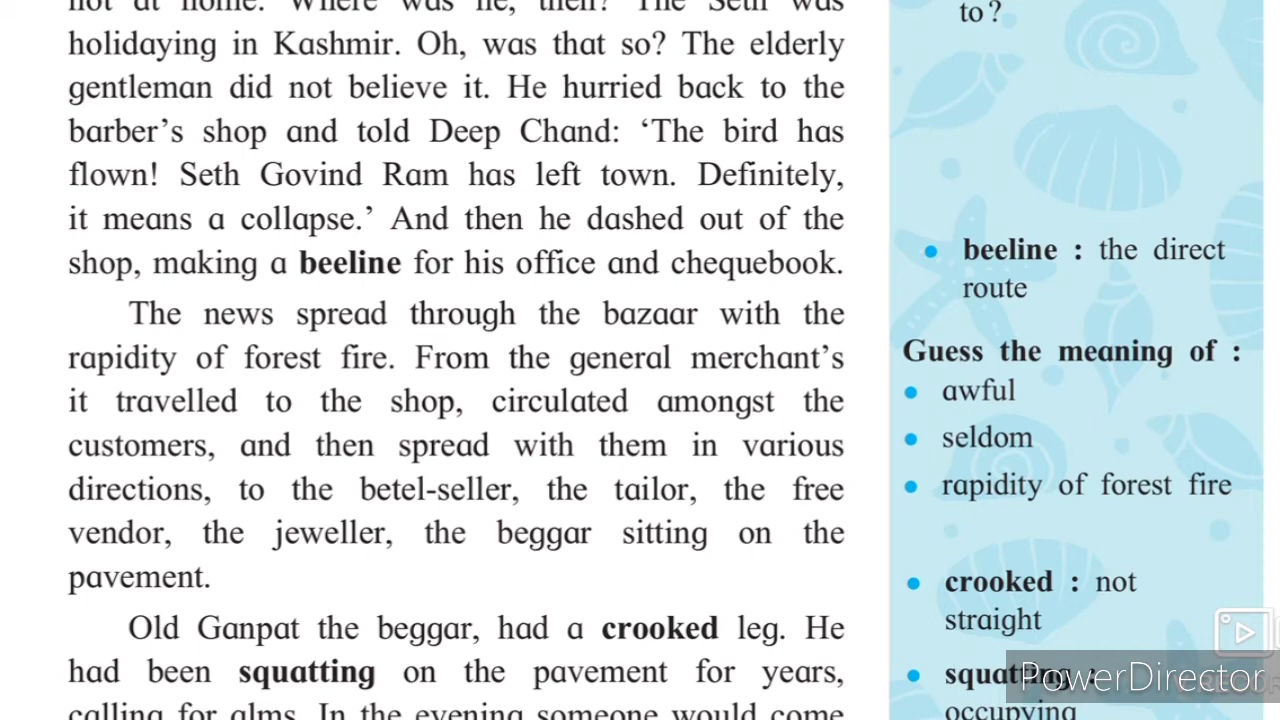 not at home. Where was he, then? The Seth was
holidaying in Kashmir. Oh, was that so? The elderly
gentleman did not believe it. He hurried back to the
barber's shop and told Deep Chand: ‘The bird has
flown! Seth Govind Ram has left town. Definitely,
it means a collapse.’ And then he dashed out of the
shop, making a beeline for his office and chequebook.
The news spread through the bazaar with the
rapidity of forest fire. From the general merchant's
it travelled to the shop, circulated amongst the
customers, and then spread with them in various
directions, to the betel-seller, the tailor, the free
vendor, the jeweller, the beggar sitting on the
pavement.
Old Ganpat the beggar, had a crooked leg. He
had been squatting on the pavement for years,
calling for alms. In the evening someone would come
to?
• beeline : the direct
route
Guess the meaning of :
• awful
• seldom
• rapidity of forest fire
• crooked : not
straight
• squatting :
occupying
PowerDirector